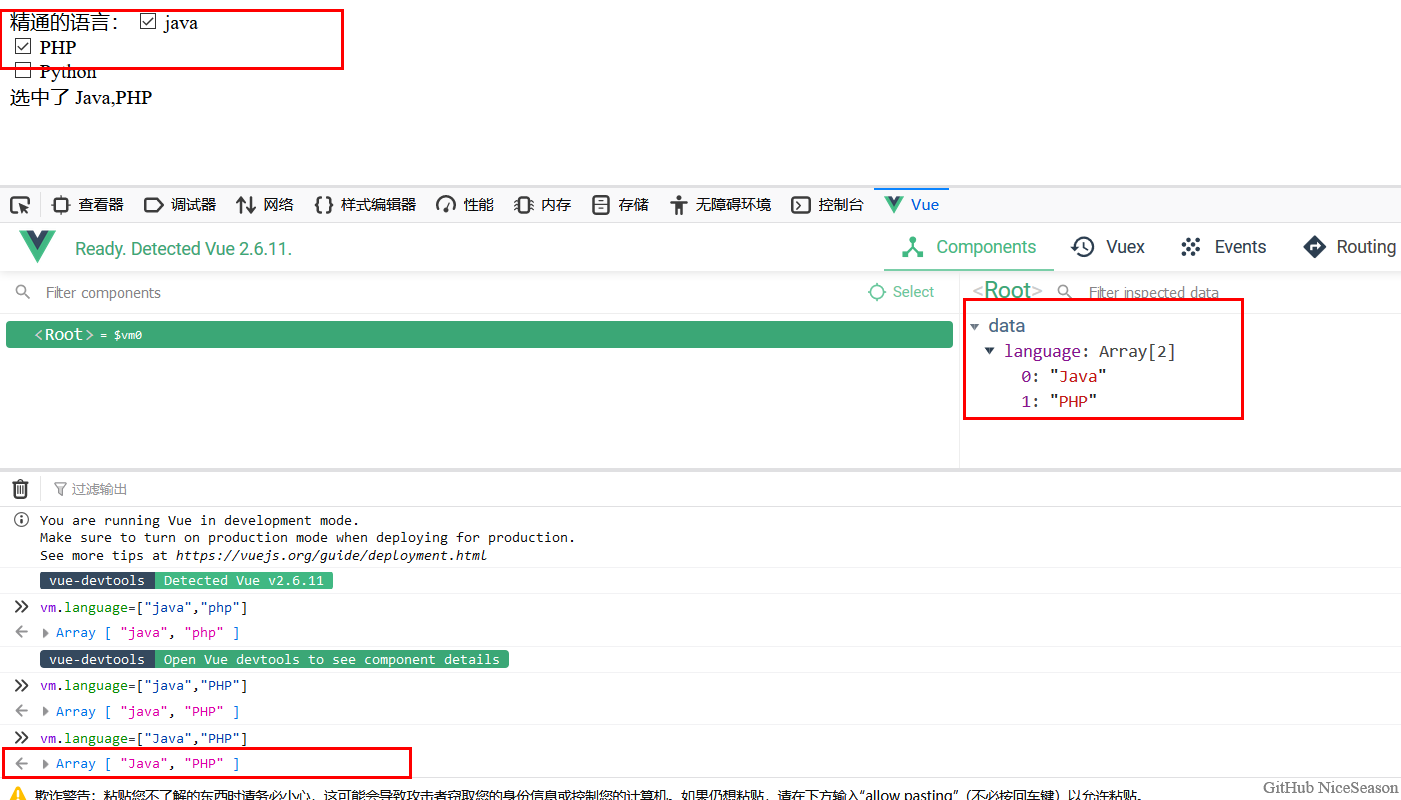 精通的语言： java
PHP
Python
选中了 Java,PHP
查看器 调试器 网络 {} 样式编辑器 性能 内存 存储 无障碍环境 控制台 Vue
Ready. Detected Vue 2.6.11. Components Vuex Events Routing
Filter components Select <Root> Filter inspected data
<Root> = $vm0
data
language: Array[2]
0: "Java"
1: "PHP"
过滤输出
You are running Vue in development mode.
Make sure to turn on production mode when deploying for production.
See more tips at https://vuejs.org/guide/deployment.html
vue-devtools Detected Vue v2.6.11
vm.language=["java","php"]
Array [ "java", "php" ]
vue-devtools Open Vue devtools to see component details
vm.language=["java","PHP"]
Array [ "java", "PHP" ]
vm.language=["Java","PHP"]
Array [ "Java", "PHP" ]
欺诈警告：粘贴您不了解的东西时请务必小心，这可能会导致攻击者窃取您的身份信息或控制您的计算机。如果仍想粘贴，请在下方输入“allow pasting”（不必按回车键）以允许粘贴。
GitHub NiceSeason